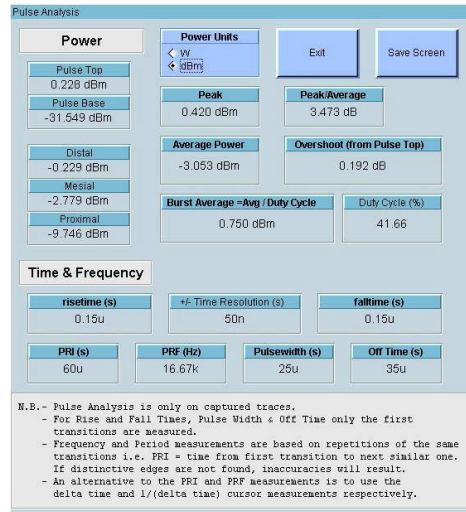 Pulse Analysis
Power
Power Units
W
dBm
Exit
Save Screen
Pulse Top
0.228 dBm
Pulse Base
-31.549 dBm
Peak
0.420 dBm
Peak/Average
3.473 dB
Distal
-0.229 dBm
Mesial
-2.779 dBm
Proximal
-9.746 dBm
Average Power
-3.053 dBm
Overshoot (from Pulse Top)
0.192 dB
Burst Average =Avg / Duty Cycle
0.750 dBm
Duty Cycle (%)
41.66
Time & Frequency
risetime (s)
0.15u
+/- Time Resolution (s)
50n
falltime (s)
0.15u
PRI (s)
60u
PRF (Hz)
16.67k
Pulsewidth (s)
25u
Off Time (s)
35u
N.B.- Pulse Analysis is only on captured traces.
- For Rise and Fall Times, Pulse Width & Off Time only the first
transitions are measured.
- Frequency and Period measurements are based on repetitions of the same
transitions i.e. PRI = time from first transition to next similar one.
If distinctive edges are not found, inaccuracies will result.
- An alternative to the PRI and PRF measurements is to use the
delta time and 1/(delta time) cursor measurements respectively.